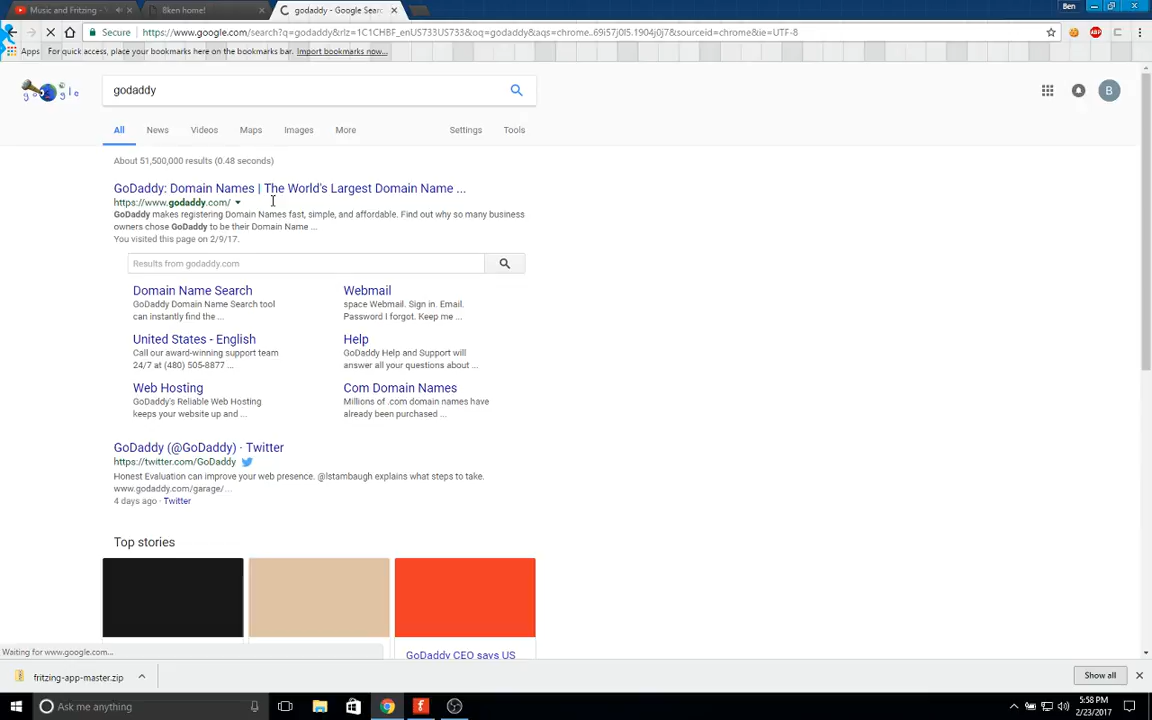 Music and Fritzing -
Bken home!
godaddy - Google Sear
Ben
Secure
https://www.google.com/search?q=godaddy&rlz=1C1CHBF_enUS733US733&oq=godaddy&aqs=chrome..69i57j0l5.1904j0j7&sourceid=chrome&ie=UTF-8
Apps
For quick access, place your bookmarks here on the bookmarks bar.
Import bookmarks now...
godaddy
B
All
News
Videos
Maps
Images
More
Settings
Tools
About 51,500,000 results (0.48 seconds)
GoDaddy: Domain Names | The World's Largest Domain Name ...
https://www.godaddy.com/
GoDaddy makes registering Domain Names fast, simple, and affordable. Find out why so many business
owners chose GoDaddy to be their Domain Name ...
You visited this page on 2/9/17.
Results from godaddy.com
Domain Name Search
GoDaddy Domain Name Search tool
can instantly find the ...
Webmail
space Webmail. Sign in. Email.
Password I forgot. Keep me ...
United States - English
Call our award-winning support team
24/7 at (480) 505-8877 ...
Help
GoDaddy Help and Support will
answer all your questions about ...
Web Hosting
GoDaddy's Reliable Web Hosting
keeps your website up and ...
Com Domain Names
Millions of .com domain names have
already been purchased ...
GoDaddy (@GoDaddy) · Twitter
https://twitter.com/GoDaddy
Honest Evaluation can improve your web presence. @lstambaugh explains what steps to take.
www.godaddy.com/garage/...
4 days ago · Twitter
Top stories
GoDaddy CEO says US
Waiting for www.google.com...
fritzing-app-master.zip
Show all
Ask me anything
5:58 PM
2/23/2017